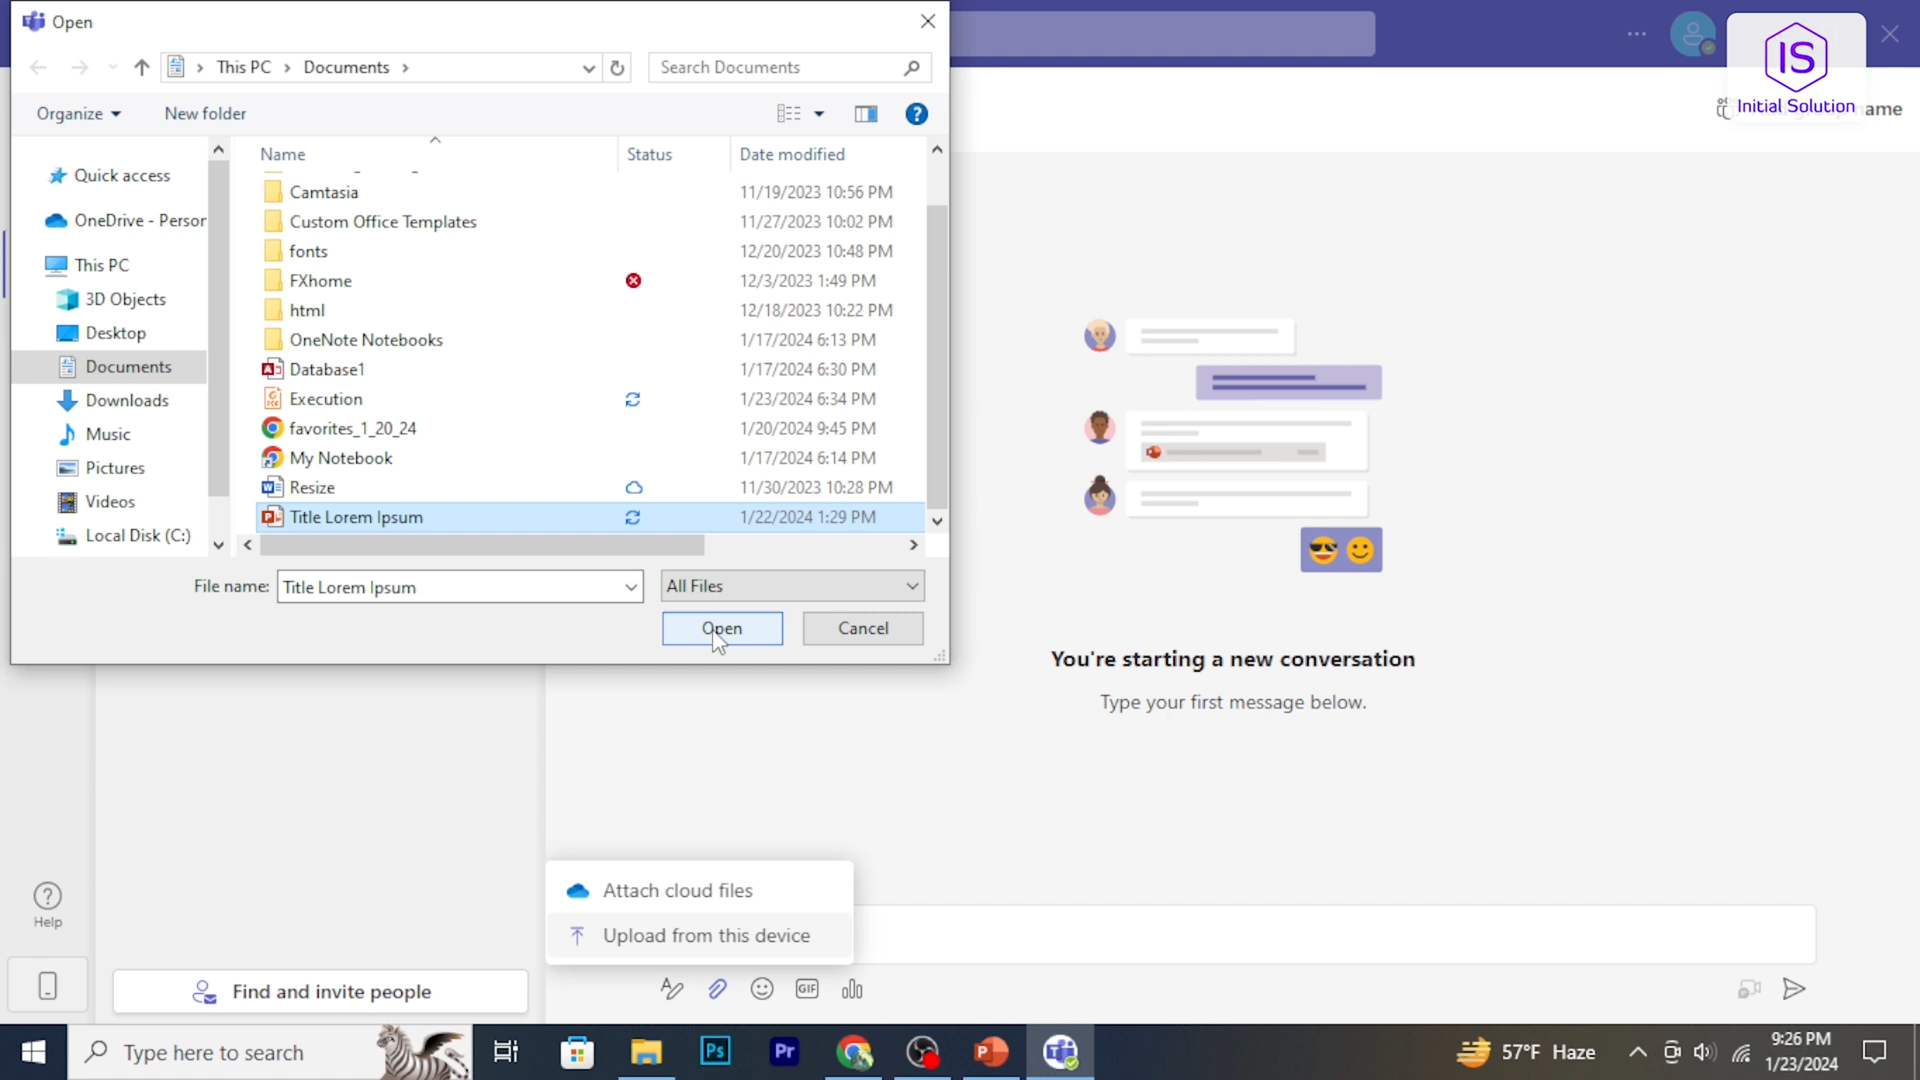 Open
This PC
Documents
Search Documents
Organize
New folder
Name
Status
Date modified
Quick access
OneDrive - Person
This PC
3D Objects
Desktop
Documents
Downloads
Music
Pictures
Videos
Local Disk (C:)
Camtasia 11/19/2023 10:56 PM
Custom Office Templates 11/27/2023 10:02 PM
fonts 12/20/2023 10:48 PM
FXhome 12/3/2023 1:49 PM
html 12/18/2023 10:22 PM
OneNote Notebooks 1/17/2024 6:13 PM
Database1 1/17/2024 6:30 PM
Execution 1/23/2024 6:34 PM
favorites_1_20_24 1/20/2024 9:45 PM
My Notebook 1/17/2024 6:14 PM
Resize 11/30/2023 10:28 PM
Title Lorem Ipsum 1/22/2024 1:29 PM
File name: Title Lorem Ipsum
All Files
Open
Cancel
IS
Initial Solution
name
You're starting a new conversation
Type your first message below.
Attach cloud files
Upload from this device
Help
Find and invite people
GIF
Type here to search
Ps
Pr
57°F Haze
9:26 PM
1/23/2024